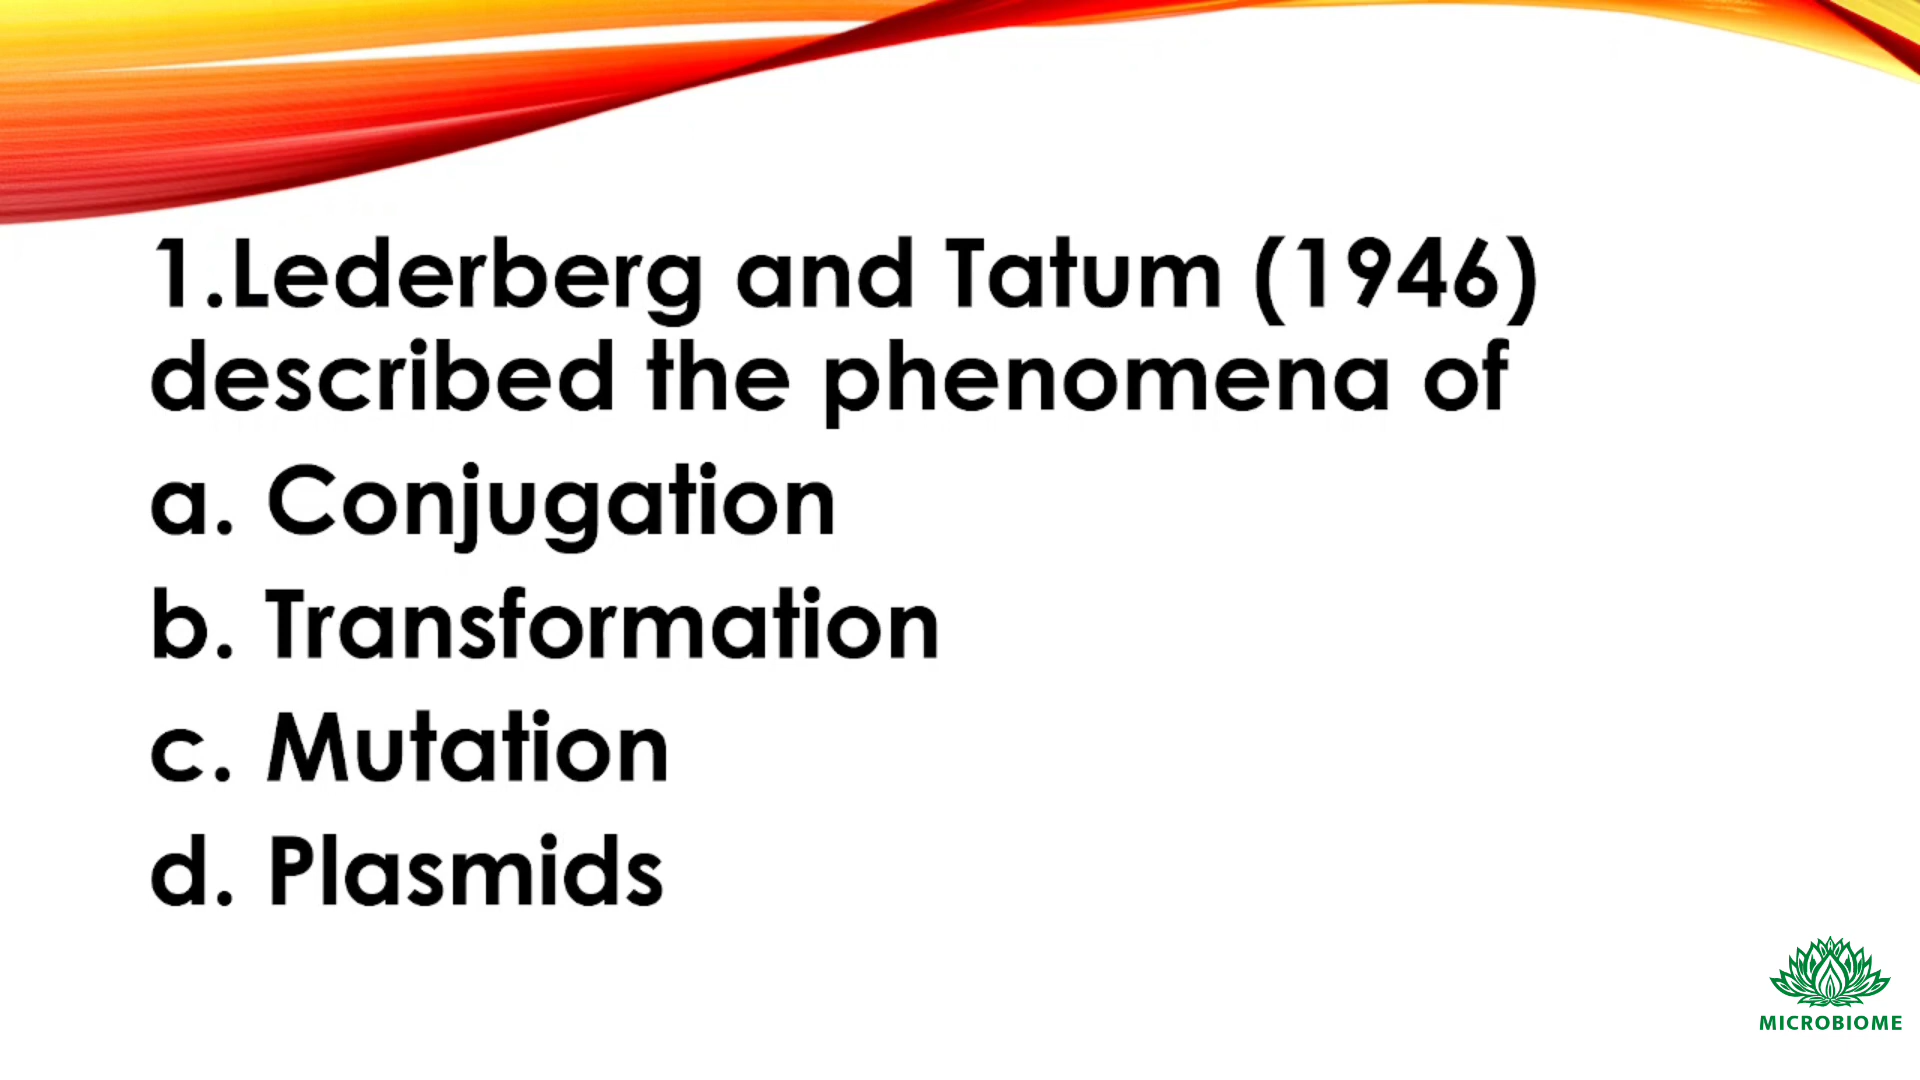 1.Lederberg and Tatum (1946)
described the phenomena of
a. Conjugation
b. Transformation
c. Mutation
d. Plasmids
MICROBIOME